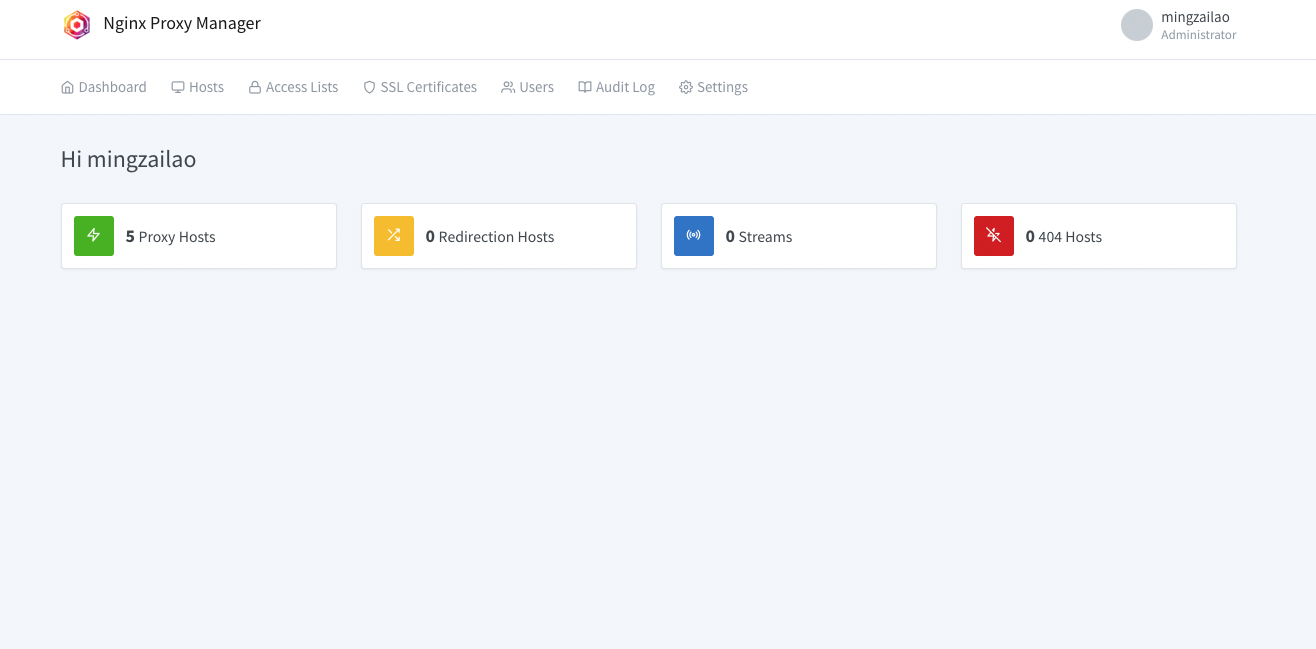 Nginx Proxy Manager
mingzailao
Administrator
Dashboard Hosts Access Lists SSL Certificates Users Audit Log Settings
Hi mingzailao
5 Proxy Hosts
0 Redirection Hosts
0 Streams
0 404 Hosts